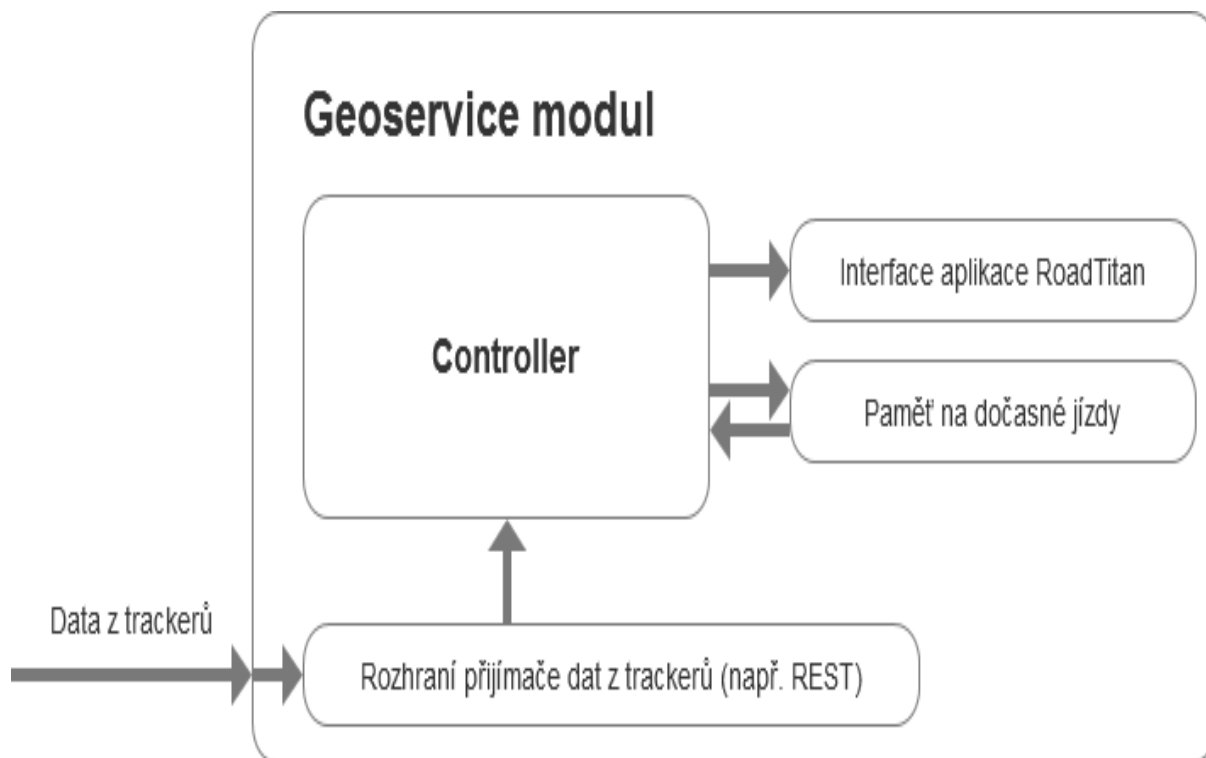 Geoservice modul
Controller
Interface aplikace RoadTitan
Paměť na dočasné jízdy
Data z trackerů
Rozhraní přijímače dat z trackerů (např. REST)